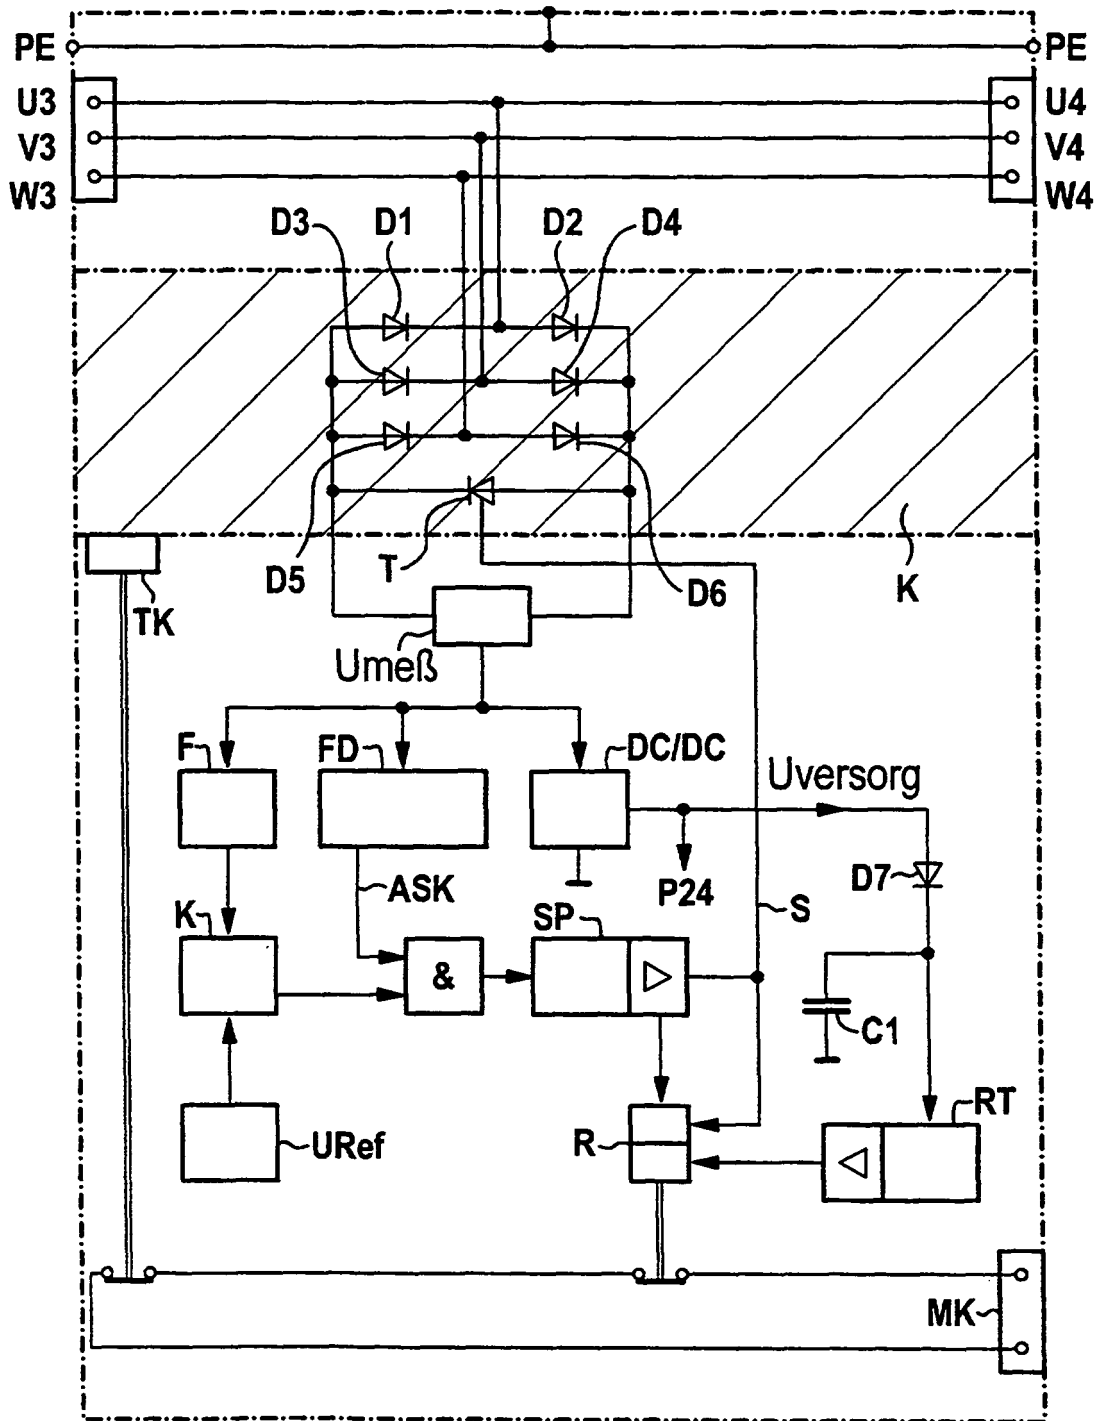 PE PE
U3 U4
V3 V4
W3 W4
D3 D1 D2 D4
D5 T D6 K
TK
Umeß
F FD DC/DC
Uversorg
ASK P24 D7
K SP S
&
C1
URef R RT
MK